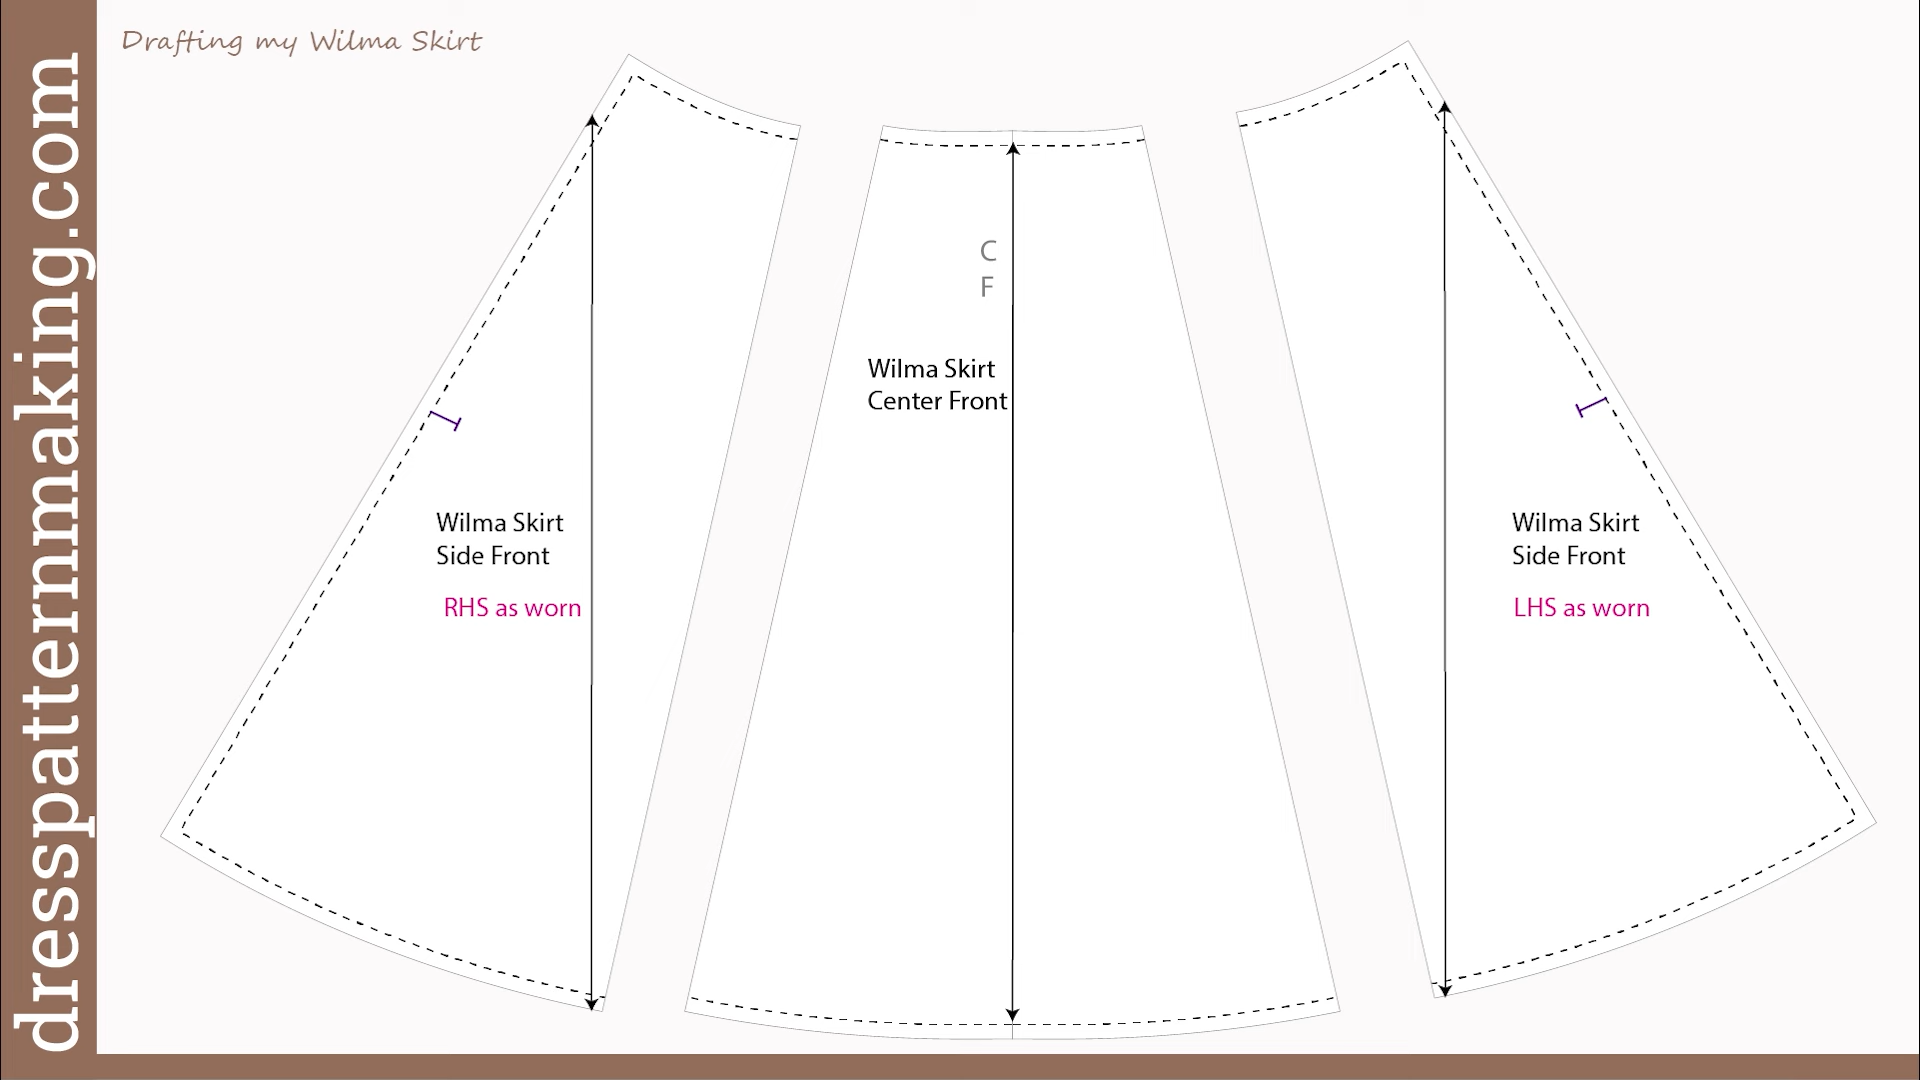 dresspatternmaking.com
Drafting my Wilma Skirt
C
F
Wilma Skirt
Center Front
Wilma Skirt
Side Front
RHS as worn
Wilma Skirt
Side Front
LHS as worn